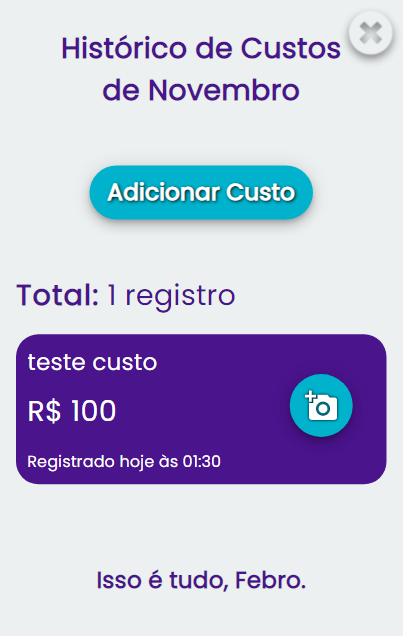 Histórico de Custos
de Novembro
Adicionar Custo
Total: 1 registro
teste custo
R$ 100
Registrado hoje às 01:30
Isso é tudo, Febro.